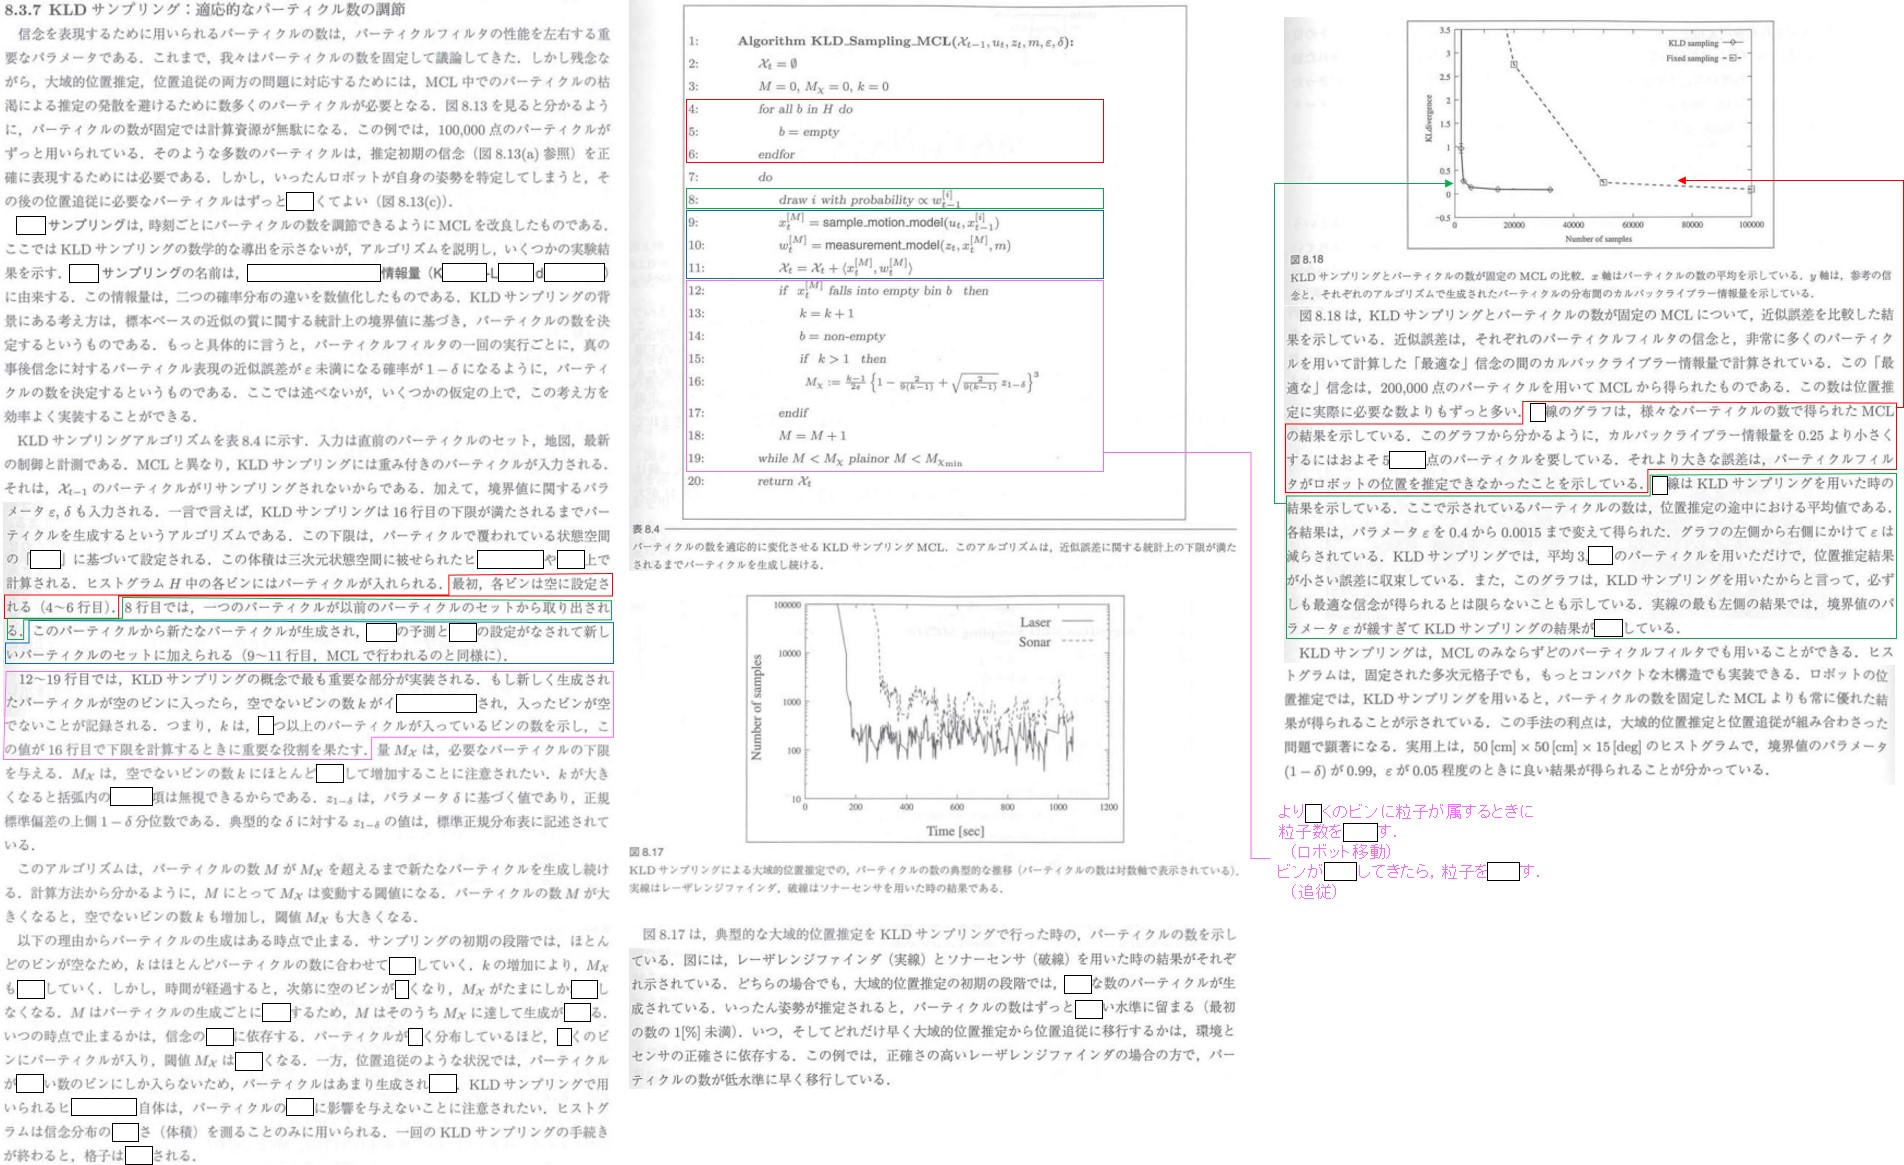 8.3.7 KLD サンプリング：適応的なパーティクル数の調節
信念を表現するために用いられるパーティクルの数は，パーティクルフィルタの性能を左右する重
要なパラメータである．これまで，我々はパーティクルの数を固定して議論してきた．しかし残念な
がら，大域的位置推定，位置追従の両方の問題に対応するためには，MCL 中でのパーティクルの枯
渇による推定の発散を避けるために数多くのパーティクルが必要となる．図 8.13 を見ると分かるよう
に，パーティクルの数が固定では計算資源が無駄になる．この例では，100,000 点のパーティクルが
ずっと用いられている．そのような多数のパーティクルは，推定初期の信念（図 8.13(a) 参照）を正
確に表現するためには必要である．しかし，いったんロボットが自身の姿勢を特定してしまうと，そ
の後の位置追従に必要なパーティクルはずっと くてよい（図 8.13(c)）．
サンプリングは，時刻ごとにパーティクルの数を調節できるように MCL を改良したものである．
ここでは KLD サンプリングの数学的な導出を示さないが，アルゴリズムを説明し，いくつかの実験結
果を示す． サンプリングの名前は， 情報量（K -L d ）
に由来する．この情報量は，二つの確率分布の違いを数値化したものである．KLD サンプリングの背
景にある考え方は，標本ベースの近似の質に関する統計上の境界値に基づき，パーティクルの数を決
定するというものである．もっと具体的に言うと，パーティクルフィルタの一回の実行ごとに，真の
事後信念に対するパーティクル表現の近似誤差が ε 未満になる確率が 1 − δ になるように，パーティ
クルの数を決定するというものである．ここでは述べないが，いくつかの仮定の上で，この考え方を
効率よく実装することができる．
KLD サンプリングアルゴリズムを表 8.4 に示す．入力は直前のパーティクルのセット，地図，最新
の制御と計測である．MCL と異なり，KLD サンプリングには重み付きのパーティクルが入力される．
それは，𝒳t−1 のパーティクルがリサンプリングされないからである．加えて，境界値に関するパラ
メータ ε, δ も入力される．一言で言えば，KLD サンプリングは 16 行目の下限が満たされるまでパー
ティクルを生成するというアルゴリズムである．この下限は，パーティクルで覆われている状態空間
の「 」に基づいて設定される．この体積は三次元状態空間に被せられたヒ や 上で
計算される．ヒストグラム H 中の各ビンにはパーティクルが入れられる．最初，各ビンは空に設定さ
れる（4〜6 行目）．8 行目では，一つのパーティクルが以前のパーティクルのセットから取り出され
る．このパーティクルから新たなパーティクルが生成され， の予測と の設定がなされて新し
いパーティクルのセットに加えられる（9〜11 行目，MCL で行われるのと同様に）．
12〜19 行目では，KLD サンプリングの概念で最も重要な部分が実装される．もし新しく生成され
たパーティクルが空のビンに入ったら，空でないビンの数 k がイ され，入ったビンが空
でないことが記録される．つまり，k は， つ以上のパーティクルが入っているビンの数を示し，こ
の値が 16 行目で下限を計算するときに重要な役割を果たす．量 Mχ は，必要なパーティクルの下限
を与える．Mχ は，空でないビンの数 k にほとんど して増加することに注意されたい．k が大き
くなると括弧内の 項は無視できるからである．z1−δ は，パラメータ δ に基づく値であり，正規
標準偏差の上側 1 − δ 分位数である．典型的な δ に対する z1−δ の値は，標準正規分布表に記述されて
いる．
このアルゴリズムは，パーティクルの数 M が Mχ を超えるまで新たなパーティクルを生成し続け
る．計算方法から分かるように，M にとって Mχ は変動する閾値になる．パーティクルの数 M が大
きくなると，空でないビンの数 k も増加し，閾値 Mχ も大きくなる．
以下の理由からパーティクルの生成はある時点で止まる．サンプリングの初期の段階では，ほとん
どのビンが空なため，k はほとんどパーティクルの数に合わせて していく．k の増加により，Mχ
も していく．しかし，時間が経過すると，次第に空のビンが くなり，Mχ がたまにしか し
なくなる．M はパーティクルの生成ごとに するため，M はそのうち Mχ に達して生成が る．
いつの時点で止まるかは，信念の に依存する．パーティクルが く分布しているほど， くのビ
ンにパーティクルが入り，閾値 Mχ は くなる．一方，位置追従のような状況では，パーティクル
が い数のビンにしか入らないため，パーティクルはあまり生成され ．KLD サンプリングで用
いられるヒ 自体は，パーティクルの に影響を与えないことに注意されたい．ヒストグ
ラムは信念分布の さ（体積）を測ることのみに用いられる．一回の KLD サンプリングの手続き
が終わると，格子は される．
1: Algorithm KLD_Sampling_MCL(𝒳t−1, ut, zt, m, ε, δ):
2: 𝒳t = ∅
3: M = 0, Mχ = 0, k = 0
4: for all b in H do
5: b = empty
6: endfor
7: do
8: draw i with probability ∝ wt−1[i]
9: xt[M] = sample_motion_model(ut, xt−1[i])
10: wt[M] = measurement_model(zt, xt[M], m)
11: 𝒳t = 𝒳t + ⟨xt[M], wt[M]⟩
12: if xt[M] falls into empty bin b then
13: k = k + 1
14: b = non-empty
15: if k > 1 then
16: Mχ := k−1/2ε {1 − 2/9(k−1) + √(2/9(k−1)) z1−δ}3
17: endif
18: M = M + 1
19: while M < Mχ plainor M < Mχmin
20: return 𝒳t
表 8.4
パーティクルの数を適応的に変化させる KLD サンプリング MCL．このアルゴリズムは，近似誤差に関する統計上の下限が満た
されるまでパーティクルを生成し続ける．
100000
10000
1000
100
10
Number of samples
Laser
Sonar
0 200 400 600 800 1000 1200
Time [sec]
図 8.17
KLD サンプリングによる大域的位置推定での，パーティクルの数の典型的な推移（パーティクルの数は対数軸で表示されている）．
実線はレーザレンジファインダ，破線はソナーセンサを用いた時の結果である．
図 8.17 は，典型的な大域的位置推定を KLD サンプリングで行った時の，パーティクルの数を示し
ている．図には，レーザレンジファインダ（実線）とソナーセンサ（破線）を用いた時の結果がそれぞ
れ示されている．どちらの場合でも，大域的位置推定の初期の段階では， な数のパーティクルが生
成されている．いったん姿勢が推定されると，パーティクルの数はずっと い水準に留まる（最初
の数の 1[%] 未満）．いつ，そしてどれだけ早く大域的位置推定から位置追従に移行するかは，環境と
センサの正確さに依存する．この例では，正確さの高いレーザレンジファインダの場合の方で，パー
ティクルの数が低水準に早く移行している．
3.5
3
2.5
2
1.5
1
0.5
0
−0.5
KLdivergence
KLD sampling
Fixed sampling
0 20000 40000 60000 80000 100000
Number of samples
図 8.18
KLD サンプリングとパーティクルの数が固定の MCL の比較．x 軸はパーティクルの数の平均を示している．y 軸は，参考の信
念と，それぞれのアルゴリズムで生成されたパーティクルの分布間のカルバックライブラー情報量を示している．
図 8.18 は，KLD サンプリングとパーティクルの数が固定の MCL について，近似誤差を比較した結
果を示している．近似誤差は，それぞれのパーティクルフィルタの信念と，非常に多くのパーティク
ルを用いて計算した「最適な」信念の間のカルバックライブラー情報量で計算されている．この「最
適な」信念は，200,000 点のパーティクルを用いて MCL から得られたものである．この数は位置推
定に実際に必要な数よりもずっと多い． 線のグラフは，様々なパーティクルの数で得られた MCL
の結果を示している．このグラフから分かるように，カルバックライブラー情報量を 0.25 より小さく
するにはおよそ 5 点のパーティクルを要している．それより大きな誤差は，パーティクルフィル
タがロボットの位置を推定できなかったことを示している． 線は KLD サンプリングを用いた時の
結果を示している．ここで示されているパーティクルの数は，位置推定の途中における平均値である．
各結果は，パラメータ ε を 0.4 から 0.0015 まで変えて得られた．グラフの左側から右側にかけて ε は
減らされている．KLD サンプリングでは，平均 3, のパーティクルを用いただけで，位置推定結果
が小さい誤差に収束している．また，このグラフは，KLD サンプリングを用いたからと言って，必ず
しも最適な信念が得られるとは限らないことも示している．実線の最も左側の結果では，境界値のパ
ラメータ ε が緩すぎて KLD サンプリングの結果が している．
KLD サンプリングは，MCL のみならずどのパーティクルフィルタでも用いることができる．ヒス
トグラムは，固定された多次元格子でも，もっとコンパクトな木構造でも実装できる．ロボットの位
置推定では，KLD サンプリングを用いると，パーティクルの数を固定した MCL よりも常に優れた結
果が得られることが示されている．この手法の利点は，大域的位置推定と位置追従が組み合わさった
問題で顕著になる．実用上は，50 [cm] × 50 [cm] × 15 [deg] のヒストグラムで，境界値のパラメータ
(1 − δ) が 0.99，ε が 0.05 程度のときに良い結果が得られることが分かっている．
より くのビンに粒子が属するときに
粒子数を す．
（ロボット移動）
ビンが してきたら，粒子を す．
（追従）